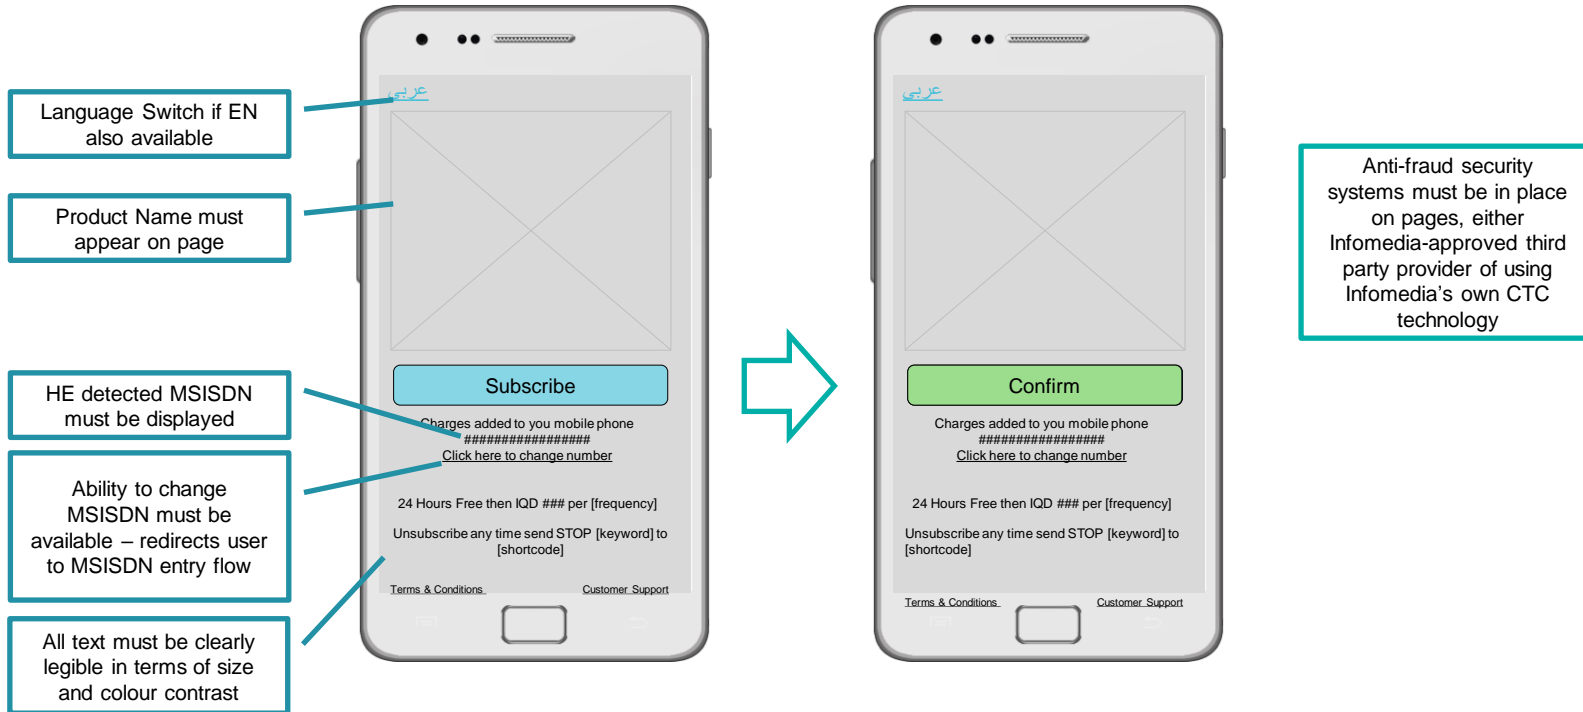 Language Switch if EN
also available
Product Name must
appear on page
HE detected MSISDN
must be displayed
Ability to change
MSISDN must be
available – redirects user
to MSISDN entry flow
All text must be clearly
legible in terms of size
and colour contrast
عربي
Subscribe
Charges added to you mobile phone
#################
Click here to change number
24 Hours Free then IQD ### per [frequency]
Unsubscribe any time send STOP [keyword] to
[shortcode]
Terms & Conditions
Customer Support
عربي
Confirm
Charges added to you mobile phone
#################
Click here to change number
24 Hours Free then IQD ### per [frequency]
Unsubscribe any time send STOP [keyword] to
[shortcode]
Terms & Conditions
Customer Support
Anti-fraud security
systems must be in place
on pages, either
Infomedia-approved third
party provider of using
Infomedia’s own CTC
technology